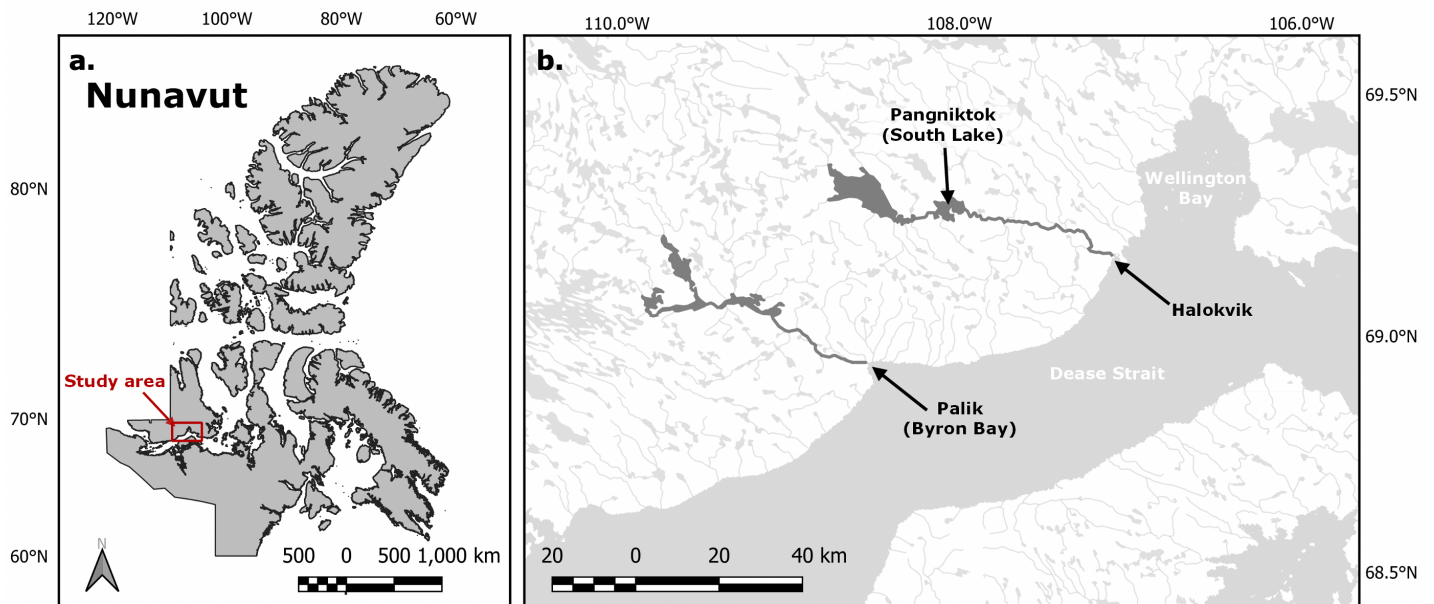 120°W 100°W 80°W 60°W
a.
Nunavut
80°N
Study area
70°N
N
500 0 500 1,000 km
60°N
110.0°W 108.0°W 106.0°W
b.
69.5°N
Pangniktok
(South Lake)
Wellington
Bay
Halokvik
69.0°N
Dease Strait
Palik
(Byron Bay)
20 0 20 40 km
68.5°N